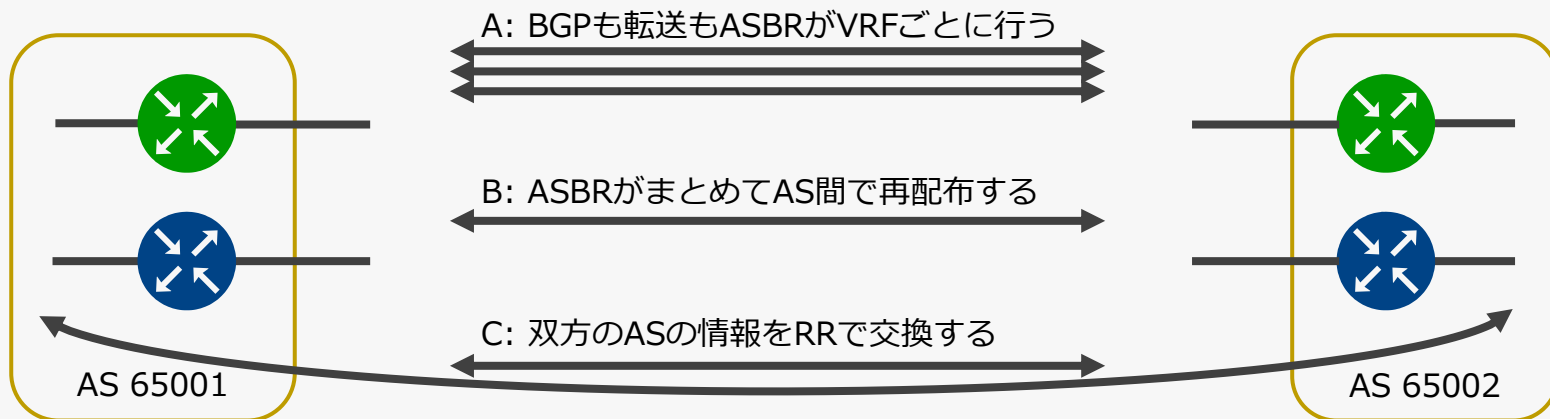 A: BGPも転送もASBRがVRFごとに行う
B: ASBRがまとめてAS間で再配布する
C: 双方のASの情報をRRで交換する
AS 65001
AS 65002